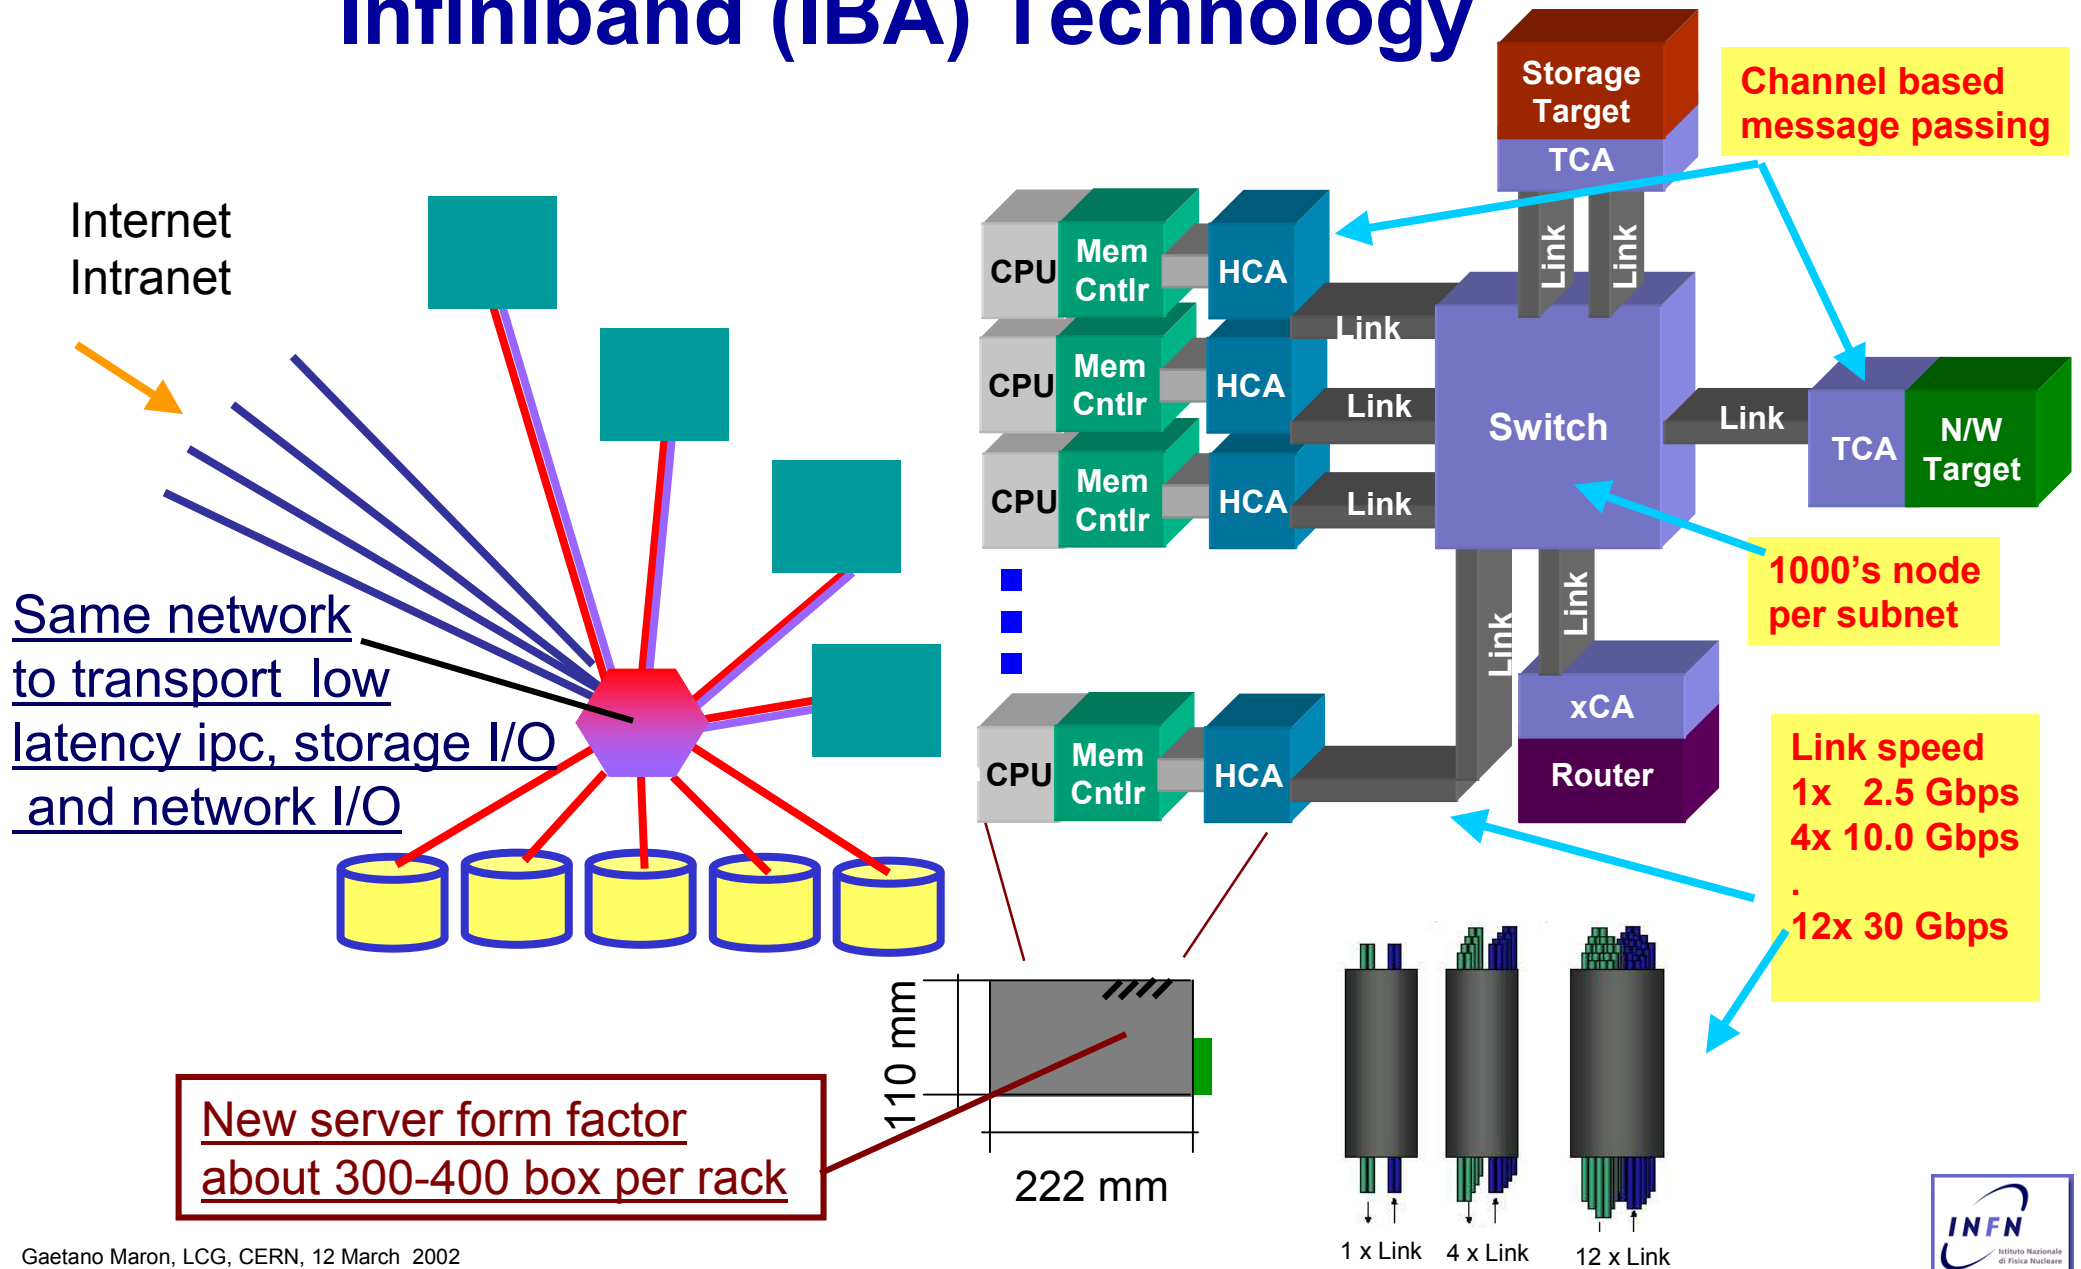 Infiniband (IBA) Technology
Storage
Target
TCA
Channel based
message passing
Internet
Intranet
Link
Link
CPU
Mem
Cntlr
HCA
Link
CPU
Mem
Cntlr
HCA
Link
Switch
Link
TCA
N/W
Target
CPU
Mem
Cntlr
HCA
Link
1000's node
per subnet
Link
Link
Same network
to transport low
latency ipc, storage I/O
and network I/O
xCA
Router
CPU
Mem
Cntlr
HCA
Link speed
1x 2.5 Gbps
4x 10.0 Gbps
.
12x 30 Gbps
110 mm
222 mm
New server form factor
about 300-400 box per rack
1 x Link
4 x Link
12 x Link
INFN
Istituto Nazionale
di Fisica Nucleare
Gaetano Maron, LCG, CERN, 12 March 2002